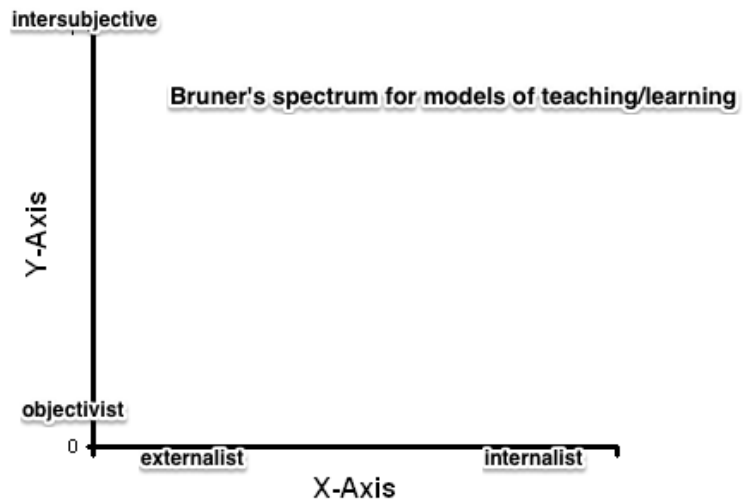 intersubjective
Bruner's spectrum for models of teaching/learning
Y-Axis
objectivist
0
externalist
internalist
X-Axis